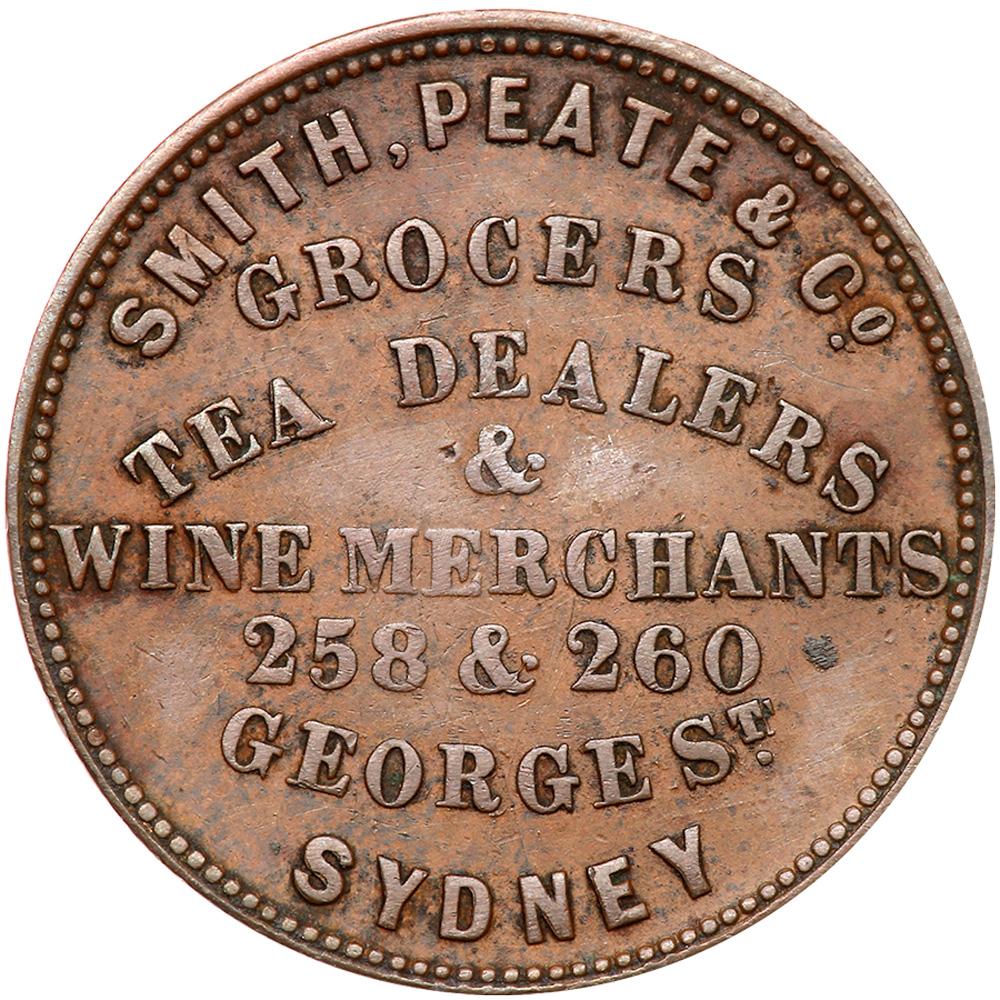 SMITH, PEATE & Co.
GROCERS
TEA DEALERS
&
WINE MERCHANTS
258 & 260
GEORGE ST.
SYDNEY